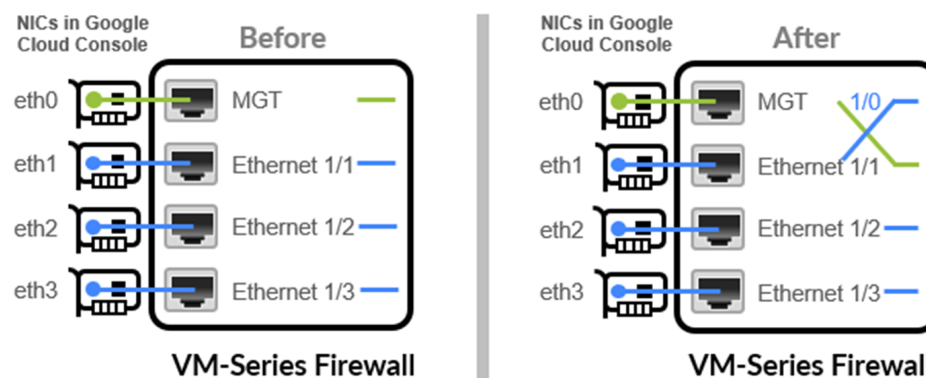 NICs in Google
Cloud Console
Before
eth0
MGT
eth1
Ethernet 1/1
eth2
Ethernet 1/2
eth3
Ethernet 1/3
VM-Series Firewall
NICs in Google
Cloud Console
After
eth0
MGT
1/0
eth1
Ethernet 1/1
eth2
Ethernet 1/2
eth3
Ethernet 1/3
VM-Series Firewal